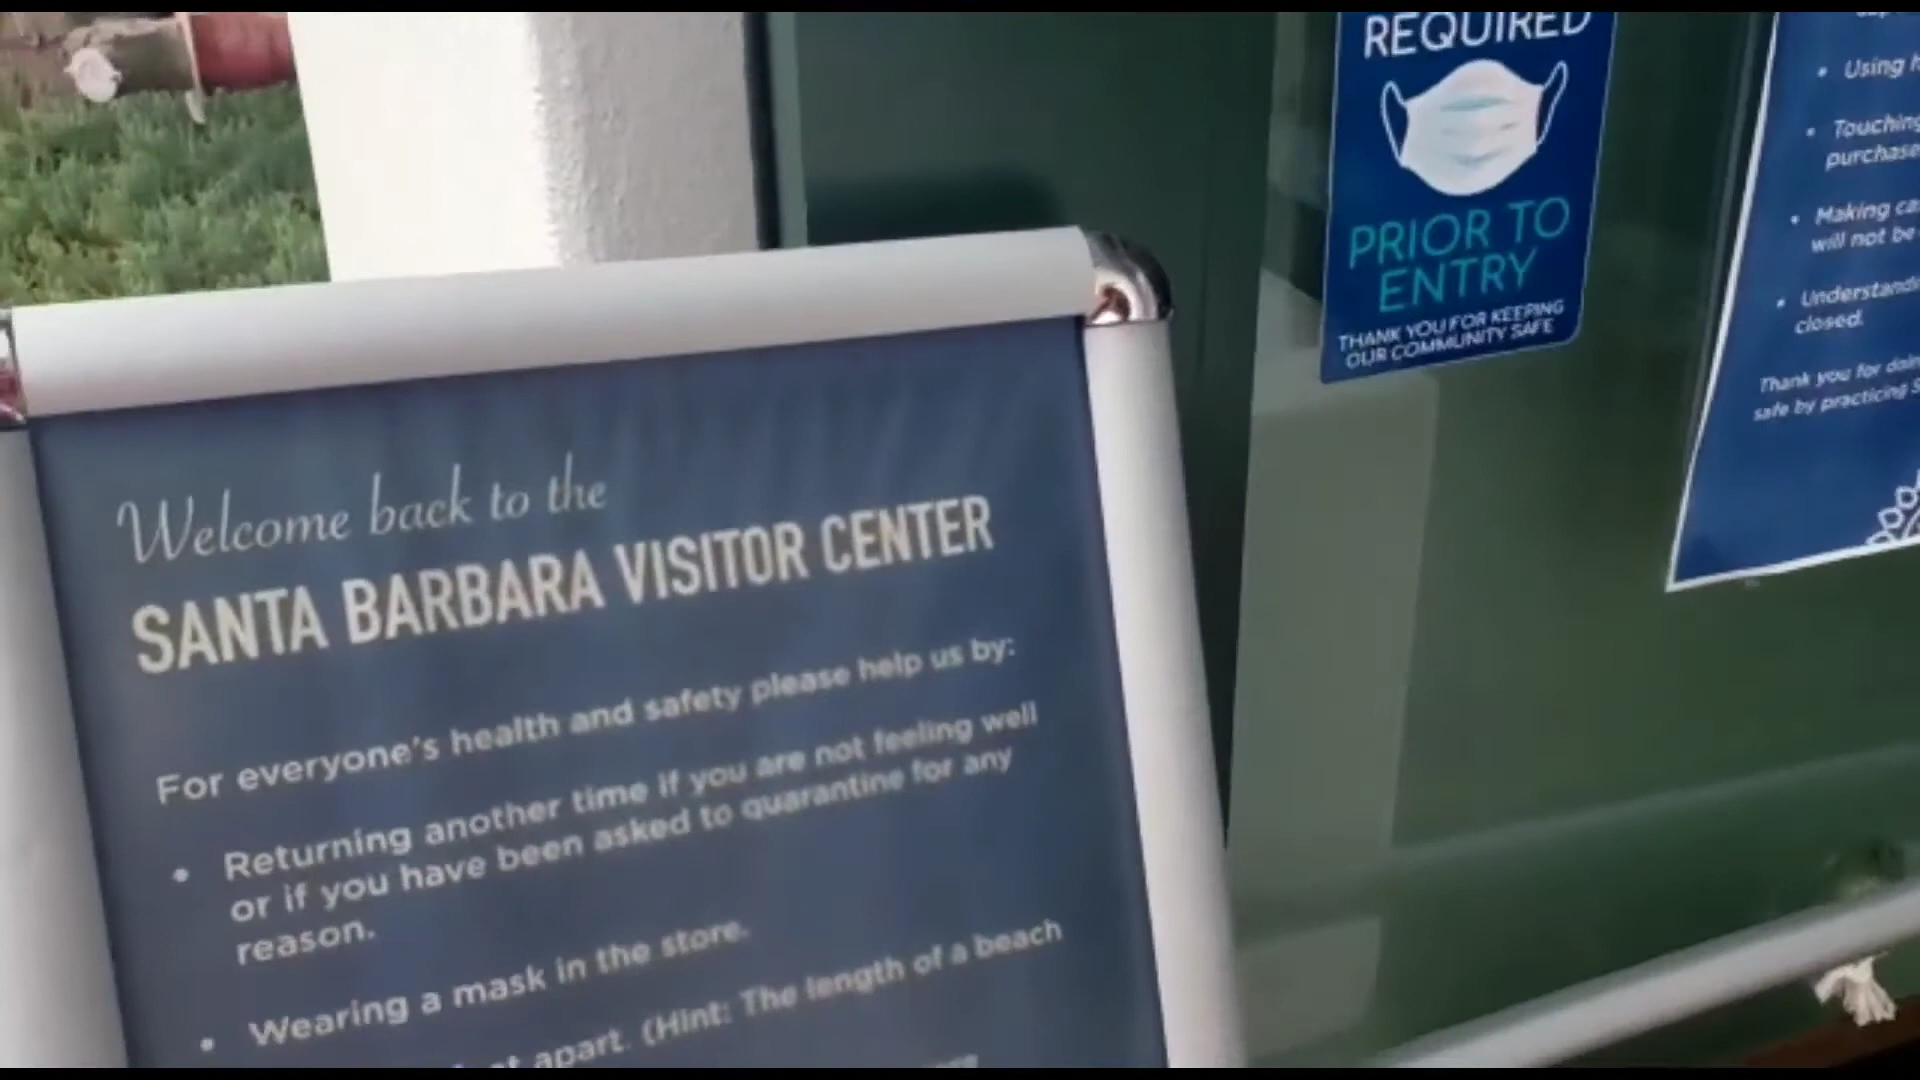 Welcome back to the
SANTA BARBARA VISITOR CENTER
For everyone's health and safety please help us by:
• Returning another time if you are not feeling well
or if you have been asked to quarantine for any
reason.
• Wearing a mask in the store.
apart. (Hint: The length of a beach
REQUIRED
PRIOR TO
ENTRY
THANK YOU FOR KEEPING
OUR COMMUNITY SAFE
• Using
• Touching
purchase
• Making
will not be
•
closed.
Thank you for
safe by practicing